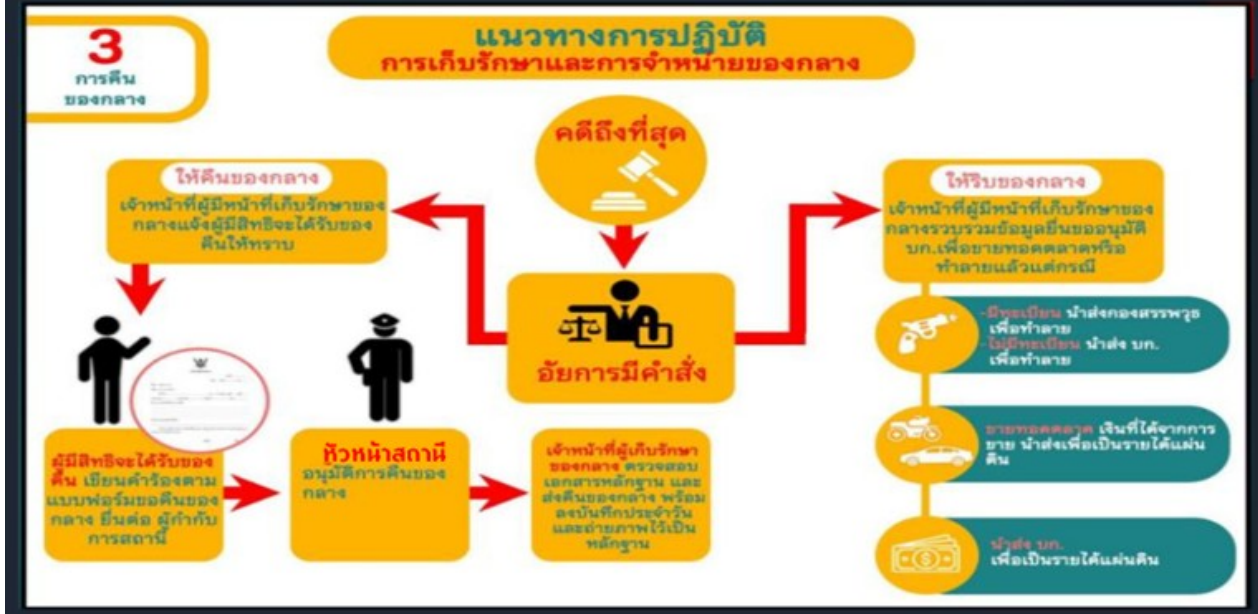 3
การคืน
ของกลาง
แนวทางการปฏิบัติ
การเก็บรักษาและการจำหน่ายของกลาง
คดีถึงที่สุด
อัยการมีคำสั่ง
ให้คืนของกลาง
เจ้าหน้าที่ผู้มีหน้าที่เก็บรักษาของ
กลางแจ้งผู้มีสิทธิจะได้รับของ
คืนให้ทราบ
ผู้มีสิทธิจะได้รับของ
คืน เขียนคำร้องตาม
แบบฟอร์มขอคืนของ
กลาง ยื่นต่อ ผู้กำกับ
การสถานี
หัวหน้าสถานี
อนุมัติการคืนของ
กลาง
เจ้าหน้าที่ผู้เก็บรักษา
ของกลาง ตรวจสอบ
เอกสารหลักฐาน และ
ส่งคืนของกลาง พร้อม
ลงบันทึกประจำวัน
และถ่ายภาพไว้เป็น
หลักฐาน
ให้ริบของกลาง
เจ้าหน้าที่ผู้มีหน้าที่เก็บรักษาของ
กลางรวบรวมข้อมูลยื่นขออนุมัติ
บก.เพื่อขายทอดตลาดหรือ
ทำลายแล้วแต่กรณี
-มีทะเบียน นำส่งกองสรรพวุธ
เพื่อทำลาย
-ไม่มีทะเบียน นำส่ง บก.
เพื่อทำลาย
ขายทอดตลาด เงินที่ได้จากการ
ขาย นำส่งเพื่อเป็นรายได้แผ่น
ดิน
นำส่ง บก.
เพื่อเป็นรายได้แผ่นดิน